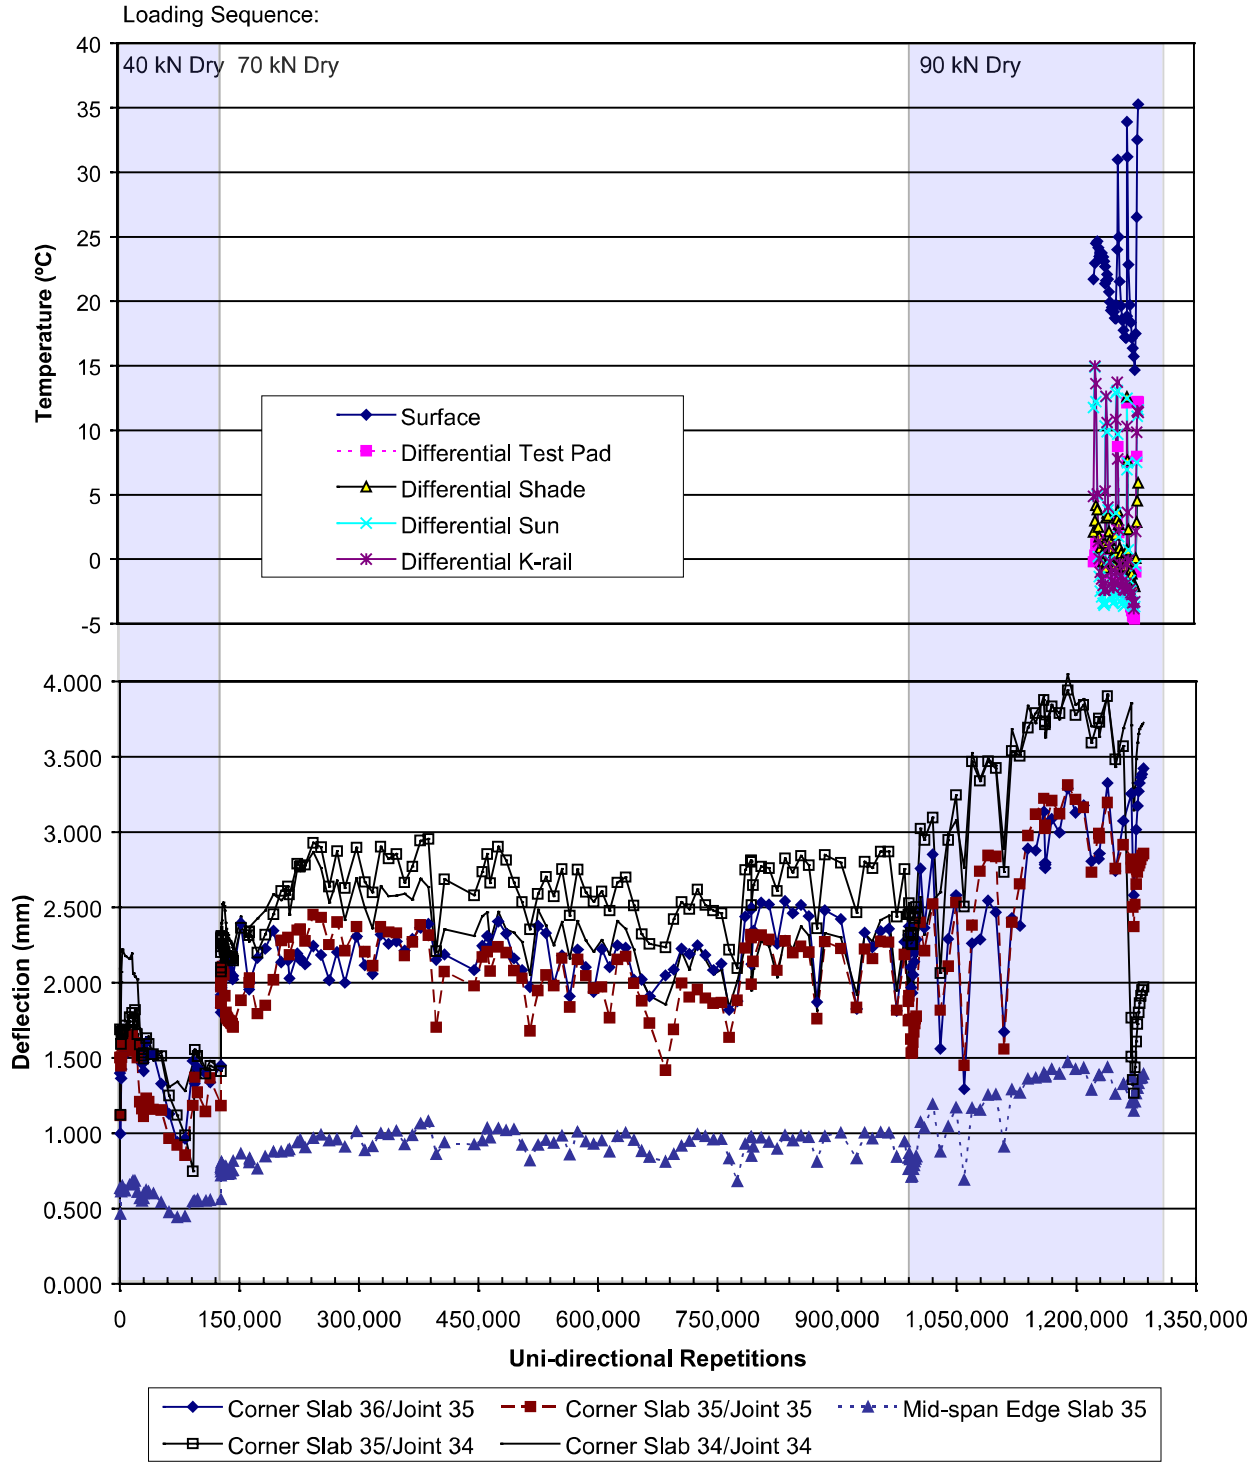 Loading Sequence:
40 kN Dry 70 kN Dry 90 kN Dry
40
35
30
25
20
15
10
5
0
-5
Temperature (ºC)
Surface
Differential Test Pad
Differential Shade
Differential Sun
Differential K-rail
4.000
3.500
3.000
2.500
2.000
1.500
1.000
0.500
0.000
Deflection (mm)
0 150,000 300,000 450,000 600,000 750,000 900,000 1,050,000 1,200,000 1,350,000
Uni-directional Repetitions
Corner Slab 36/Joint 35 Corner Slab 35/Joint 35 Mid-span Edge Slab 35
Corner Slab 35/Joint 34 Corner Slab 34/Joint 34